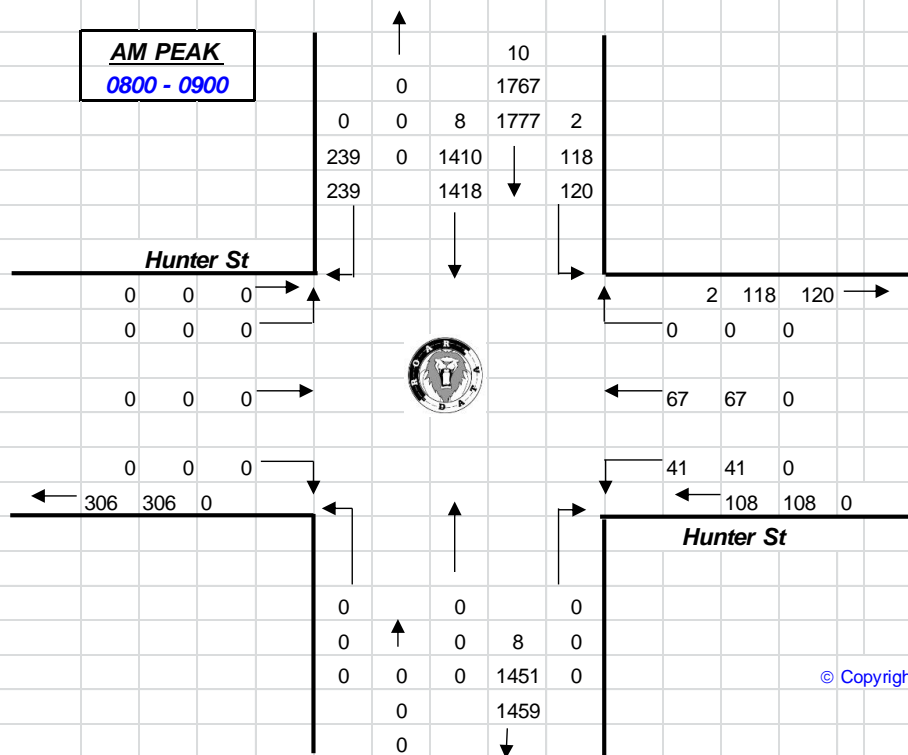 AM PEAK
0800 - 0900
10
0 1767
0 0 8 1777 2
239 0 1410 118
239 1418 120
Hunter St
0 0 0 2 118 120
0 0 0 0 0 0
ROAR DATA
0 0 0 67 67 0
0 0 0 41 41 0
306 306 0 108 108 0
Hunter St
0 0 0
0 0 8 0
0 0 0 1451 0
© Copyrigh
0 1459
0